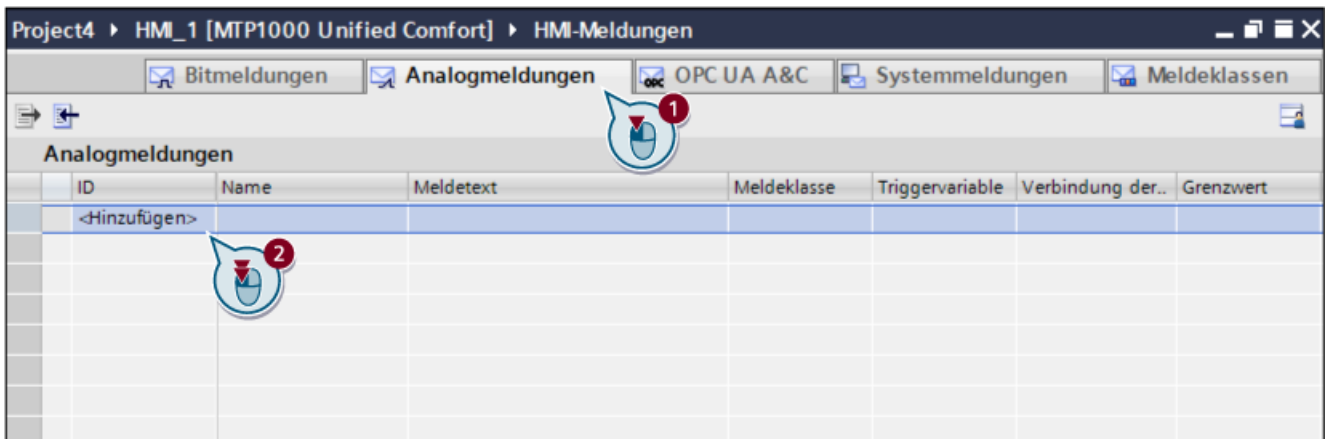 Project4 ▸ HMI_1 [MTP1000 Unified Comfort] ▸ HMI-Meldungen
Bitmeldungen Analogmeldungen OPC UA A&C Systemmeldungen Meldeklassen
1
Analogmeldungen
ID Name Meldetext Meldeklasse Triggervariable Verbindung der.. Grenzwert
<Hinzufügen>
2